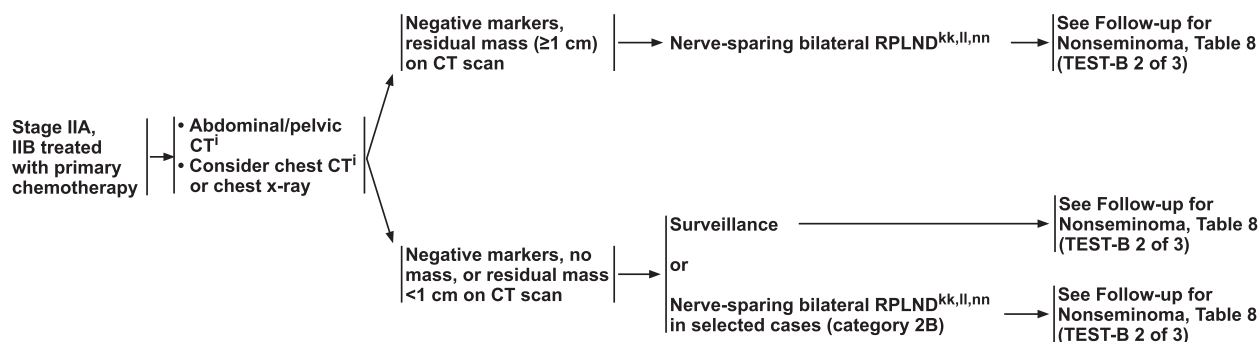 Stage IIA,
IIB treated
with primary
chemotherapy
• Abdominal/pelvic
CTi
• Consider chest CTi
or chest x-ray
Negative markers,
residual mass (≥1 cm)
on CT scan
Nerve-sparing bilateral RPLNDkk,ll,nn
See Follow-up for
Nonseminoma, Table 8
(TEST-B 2 of 3)
Negative markers, no
mass, or residual mass
<1 cm on CT scan
Surveillance
See Follow-up for
Nonseminoma, Table 8
(TEST-B 2 of 3)
or
Nerve-sparing bilateral RPLNDkk,ll,nn
in selected cases (category 2B)
See Follow-up for
Nonseminoma, Table 8
(TEST-B 2 of 3)